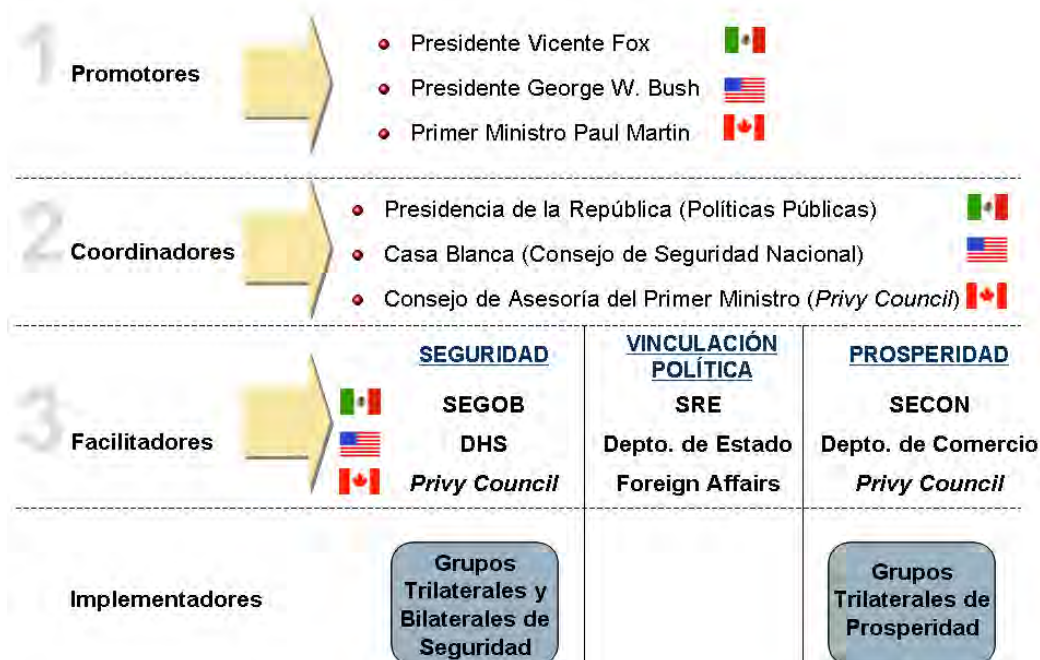 1
Promotores
Presidente Vicente Fox
Presidente George W. Bush
Primer Ministro Paul Martin
2
Coordinadores
Presidencia de la República (Políticas Públicas)
Casa Blanca (Consejo de Seguridad Nacional)
Consejo de Asesoría del Primer Ministro (Privy Council)
3
Facilitadores
SEGURIDAD
VINCULACIÓN
POLÍTICA
PROSPERIDAD
SEGOB
SRE
SECON
DHS
Depto. de Estado
Depto. de Comercio
Privy Council
Foreign Affairs
Privy Council
Implementadores
Grupos
Trilaterales y
Bilaterales de
Seguridad
Grupos
Trilaterales de
Prosperidad